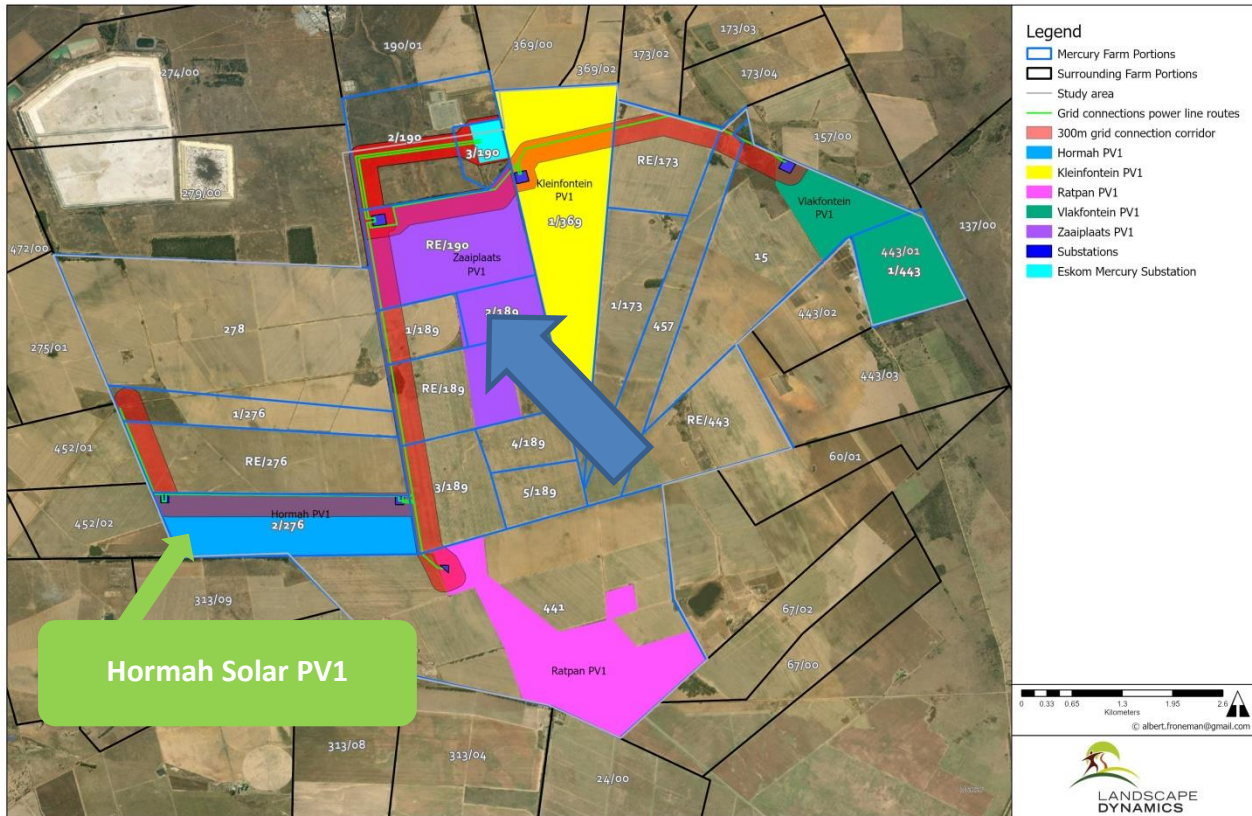 190/01
369/00
369/02
173/02
173/03
173/04
274/00
279/00
2/190
3/190
157/00
RE/173
Kleinfontein
PV1
1/369
Vlakfontein
PV1
137/00
472/00
RE/190
Zaaiplaats
PV1
15
443/01
1/443
275/01
278
1/189
2/189
1/173
457
443/02
443/03
RE/189
1/276
RE/276
452/01
4/189
RE/443
60/01
3/189
5/189
452/02
Hormah PV1
2/276
313/09
441
67/02
67/00
Ratpan PV1
Hormah Solar PV1
313/08
313/04
24/00
Legend
Mercury Farm Portions
Surrounding Farm Portions
Study area
Grid connections power line routes
300m grid connection corridor
Hormah PV1
Kleinfontein PV1
Ratpan PV1
Vlakfontein PV1
Zaaiplaats PV1
Substations
Eskom Mercury Substation
0 0.33 0.65 1.3 1.95 2.6
Kilometers
© albert.froneman@gmail.com
LANDSCAPE
DYNAMICS